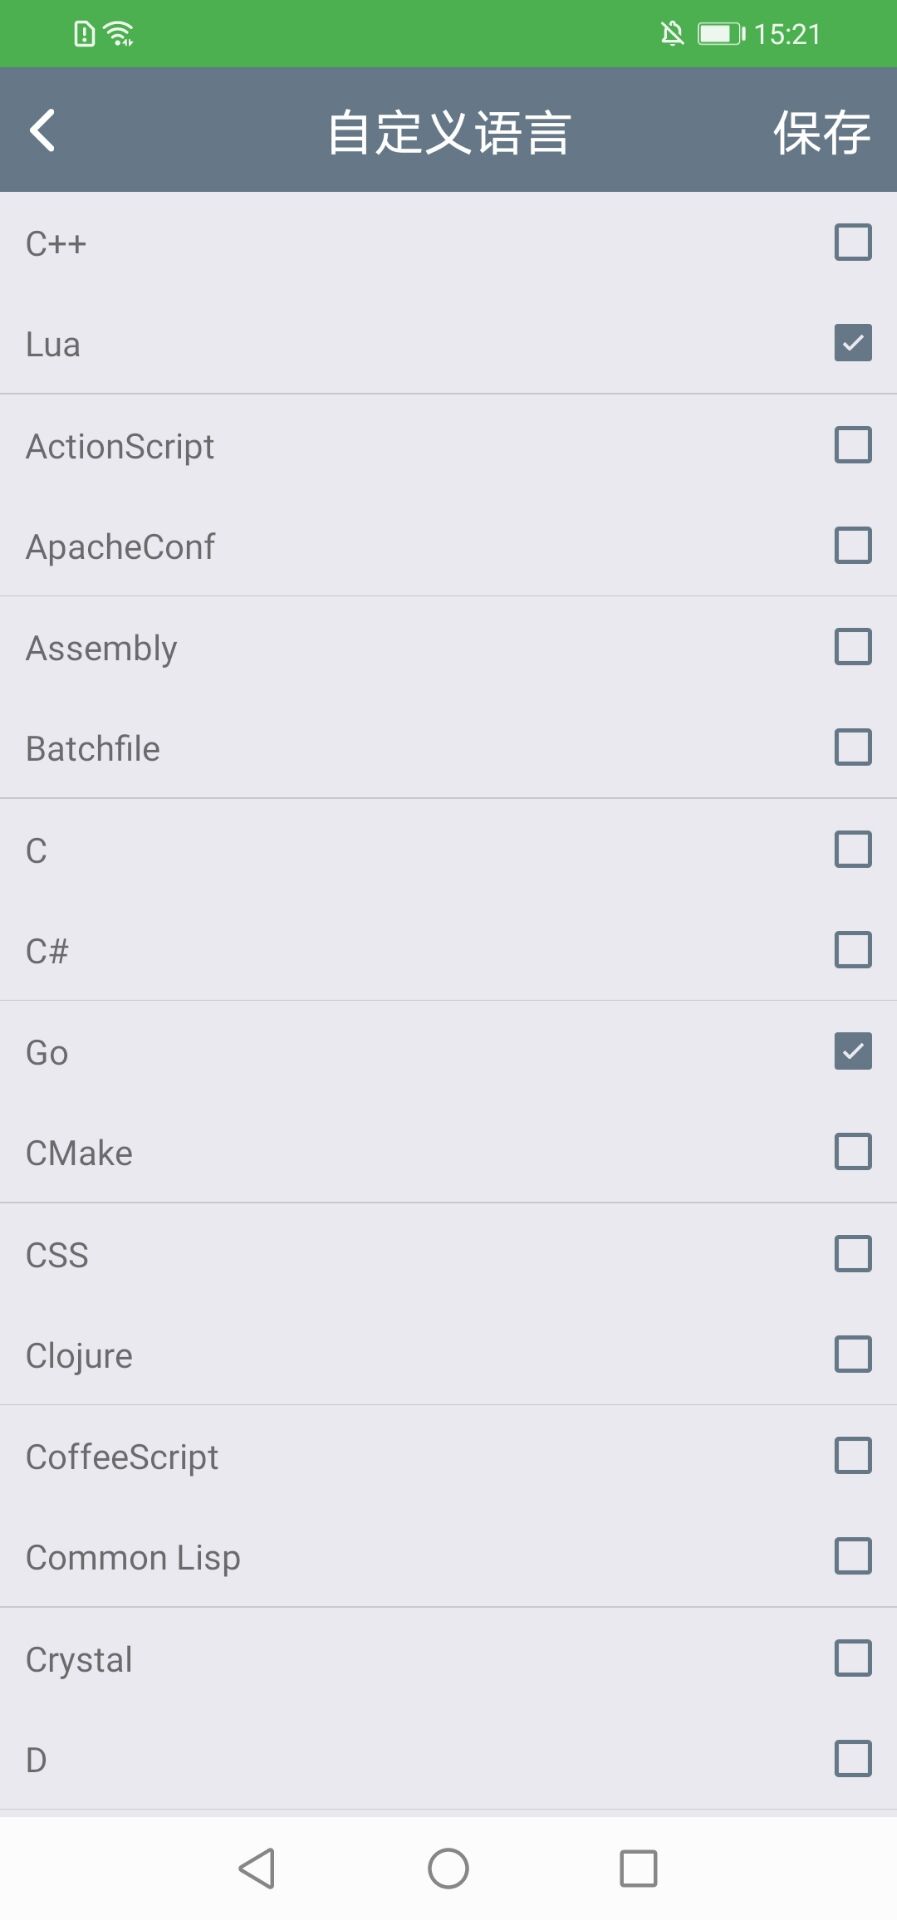 15:21
自定义语言 保存
C++
Lua
ActionScript
ApacheConf
Assembly
Batchfile
C
C#
Go
CMake
CSS
Clojure
CoffeeScript
Common Lisp
Crystal
D